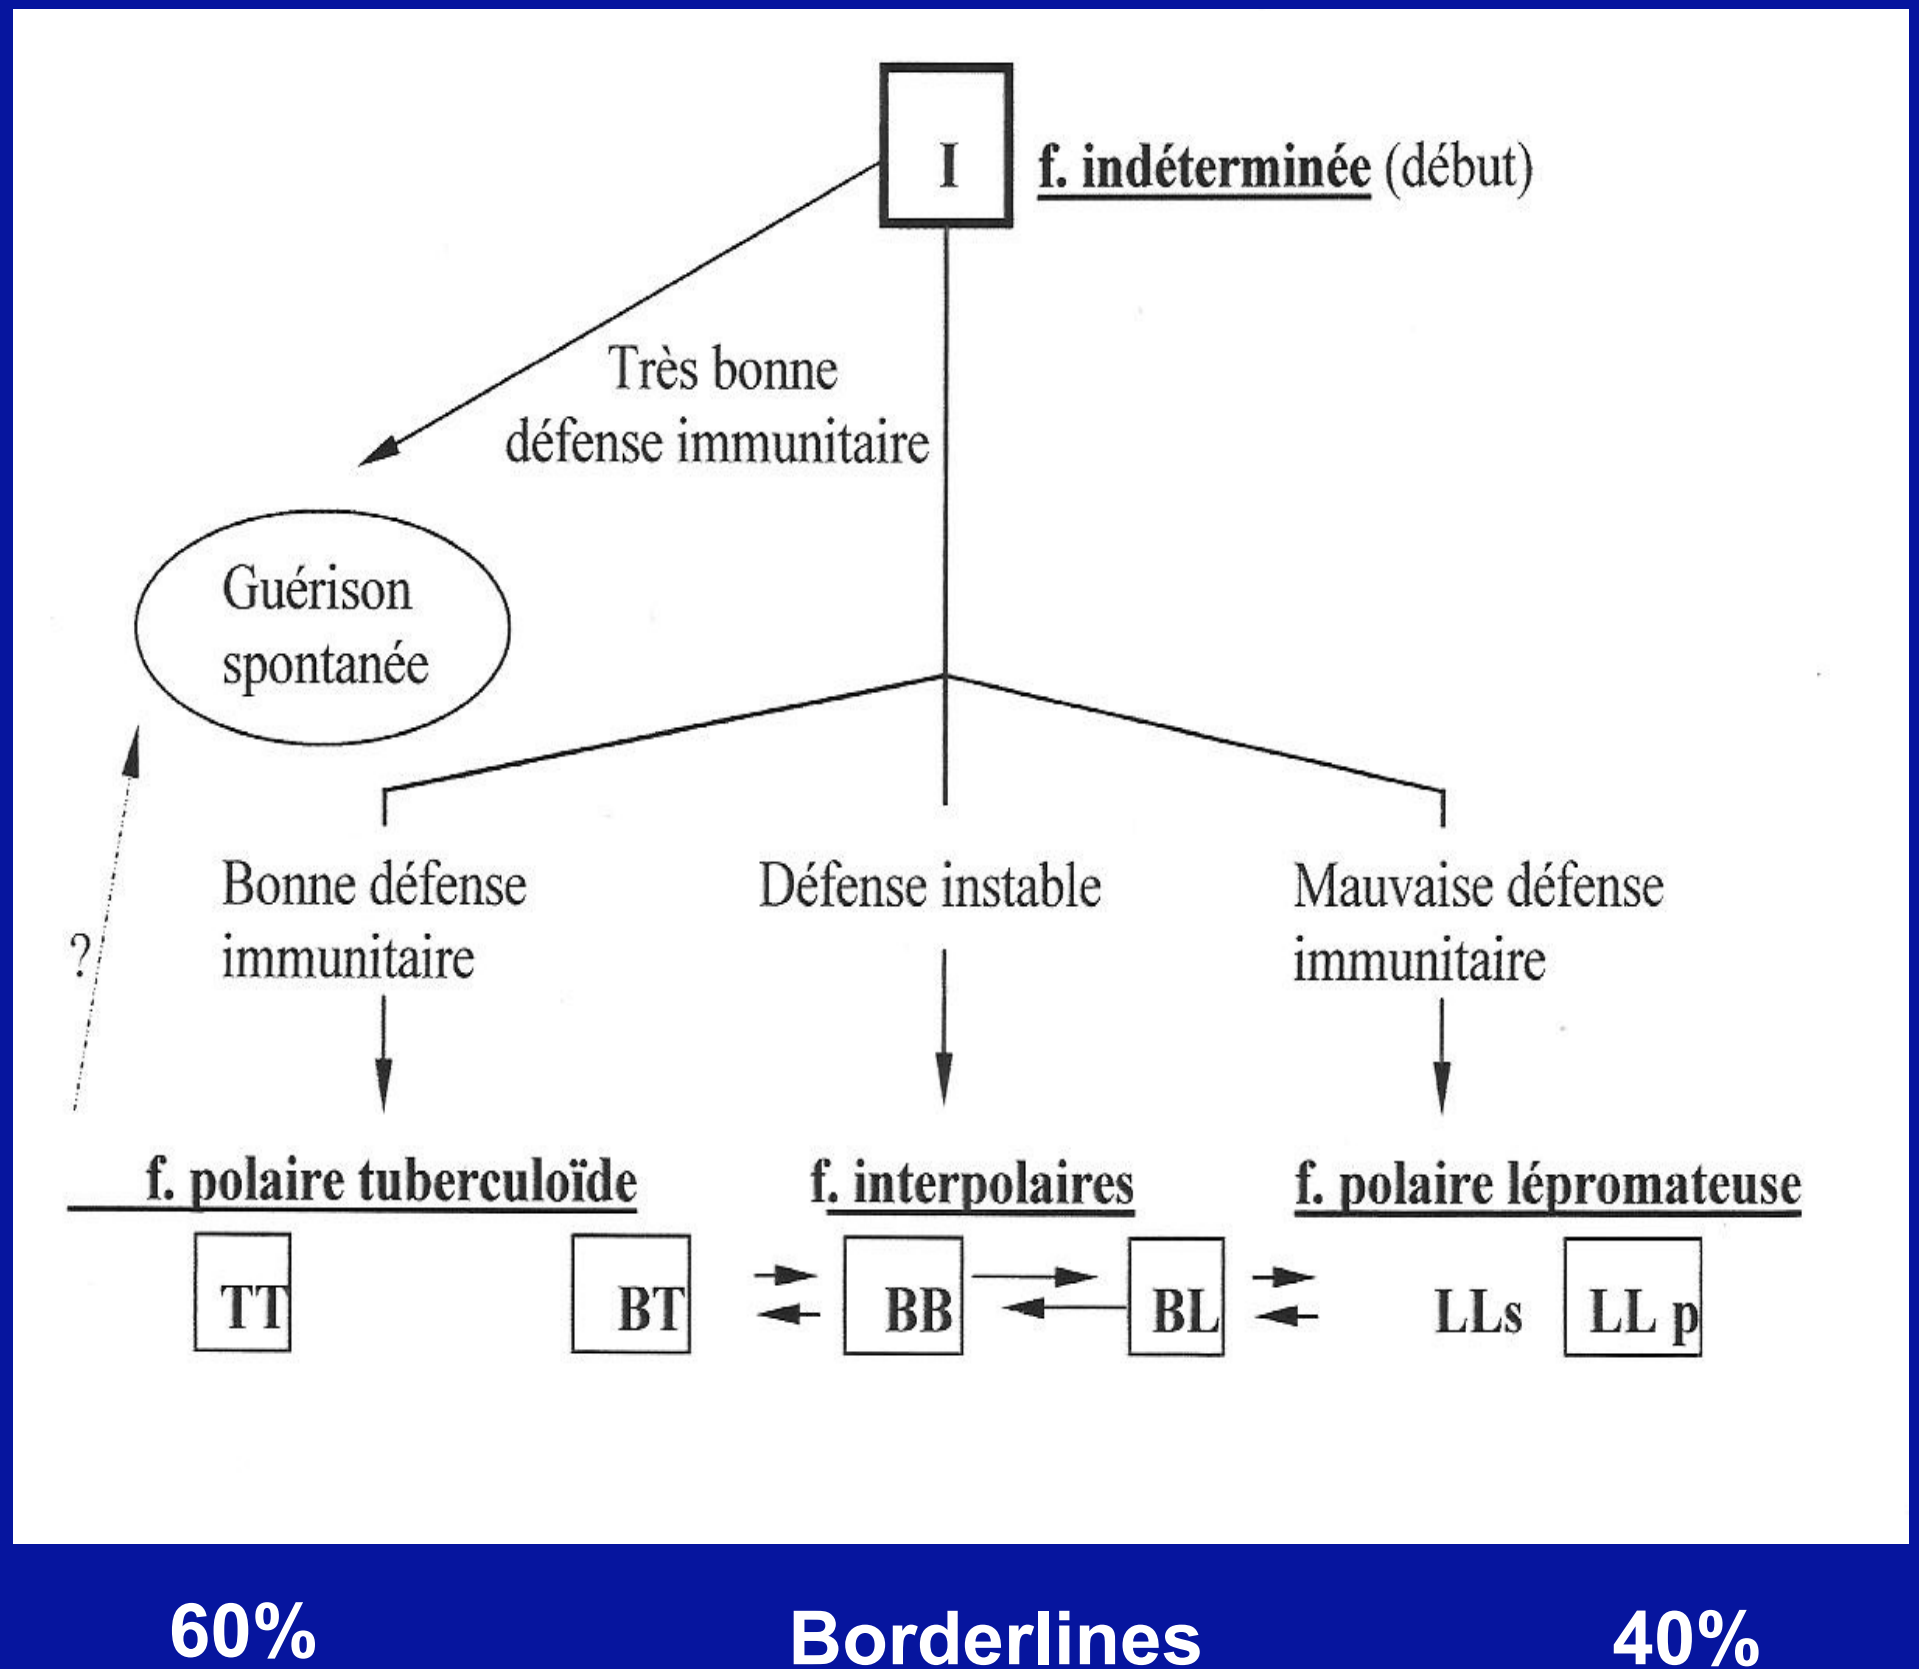 I
f. indéterminée (début)
Très bonne
défense immunitaire
Guérison
spontanée
?
Bonne défense
immunitaire
Défense instable
Mauvaise défense
immunitaire
f. polaire tuberculoïde
f. interpolaires
f. polaire lépromateuse
TT
BT
BB
BL
LLs
LL p
60%
Borderlines
40%